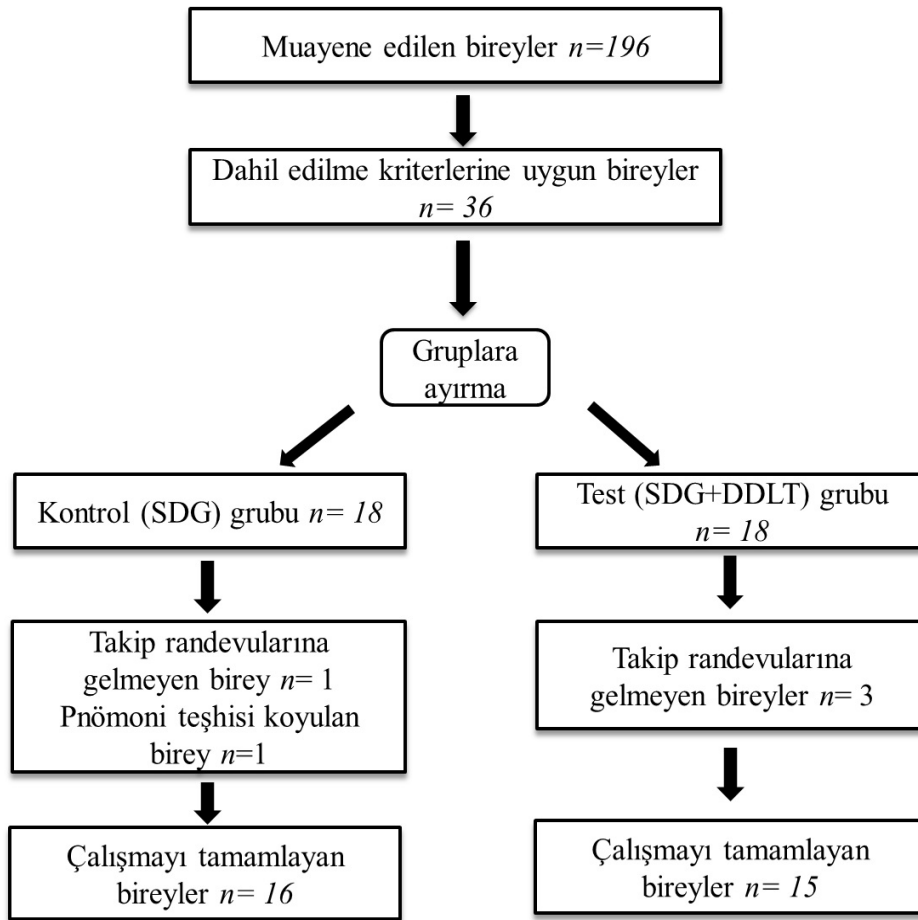 Muayene edilen bireyler n=196
Dahil edilme kriterlerine uygun bireyler
n= 36
Gruplara
ayırma
Kontrol (SDG) grubu n= 18
Takip randevularına
gelmeyen birey n= 1
Pnömoni teşhisi koyulan
birey n=1
Çalışmayı tamamlayan
bireyler n= 16
Test (SDG+DDLT) grubu
n= 18
Takip randevularına
gelmeyen bireyler n= 3
Çalışmayı tamamlayan
bireyler n= 15